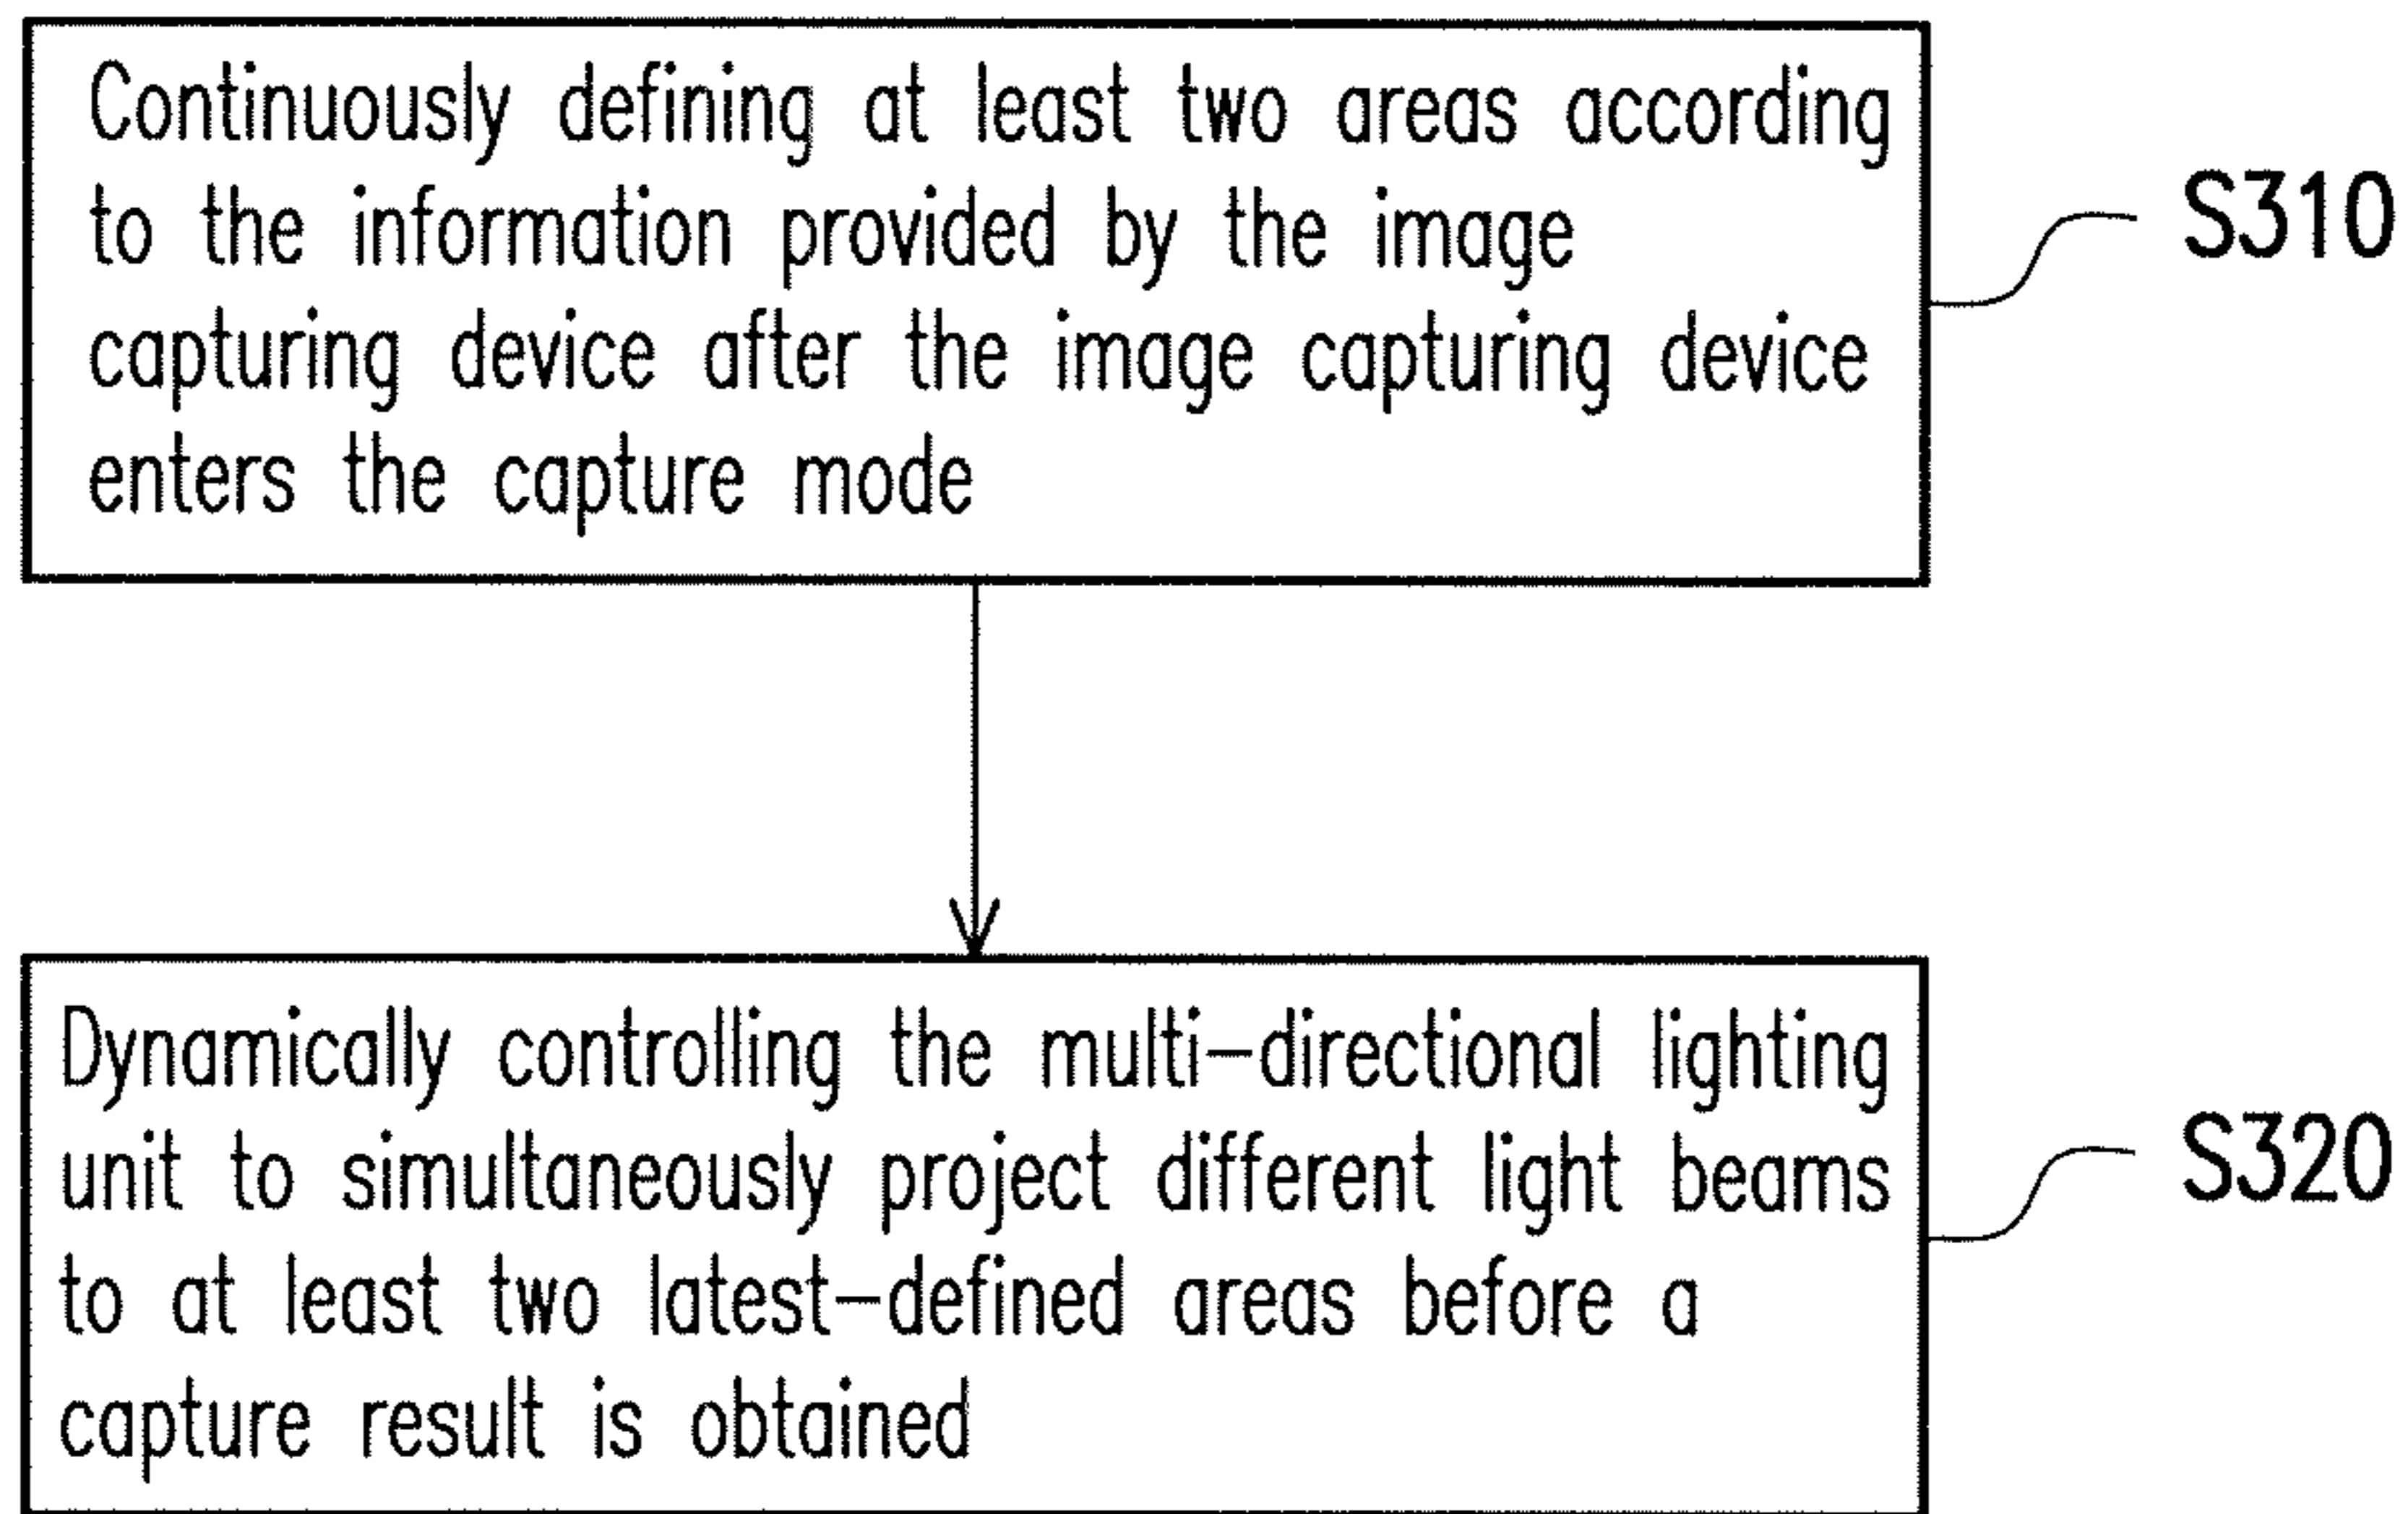 Continuously defining at least two areas according
to the information provided by the image
capturing device after the image capturing device
enters the capture mode
S310
Dynamically controlling the multi-directional lighting
unit to simultaneously project different light beams
to at least two latest-defined areas before a
capture result is obtained
S320